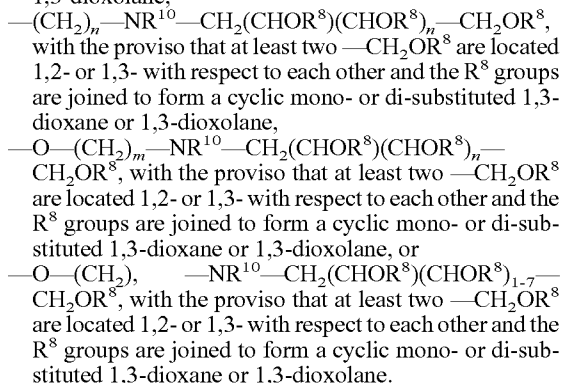 1,3-dioxolane,
—(CH₂)ₙ—NR¹⁰—CH₂(CHOR⁸)(CHOR⁸)ₙ—CH₂OR⁸,
with the proviso that at least two —CH₂OR⁸ are located
1,2- or 1,3- with respect to each other and the R⁸ groups
are joined to form a cyclic mono- or di-substituted 1,3-
dioxane or 1,3-dioxolane,
—O—(CH₂)ₘ—NR¹⁰—CH₂(CHOR⁸)(CHOR⁸)ₙ—
CH₂OR⁸, with the proviso that at least two —CH₂OR⁸
are located 1,2- or 1,3- with respect to each other and the
R⁸ groups are joined to form a cyclic mono- or di-sub-
stituted 1,3-dioxane or 1,3-dioxolane, or
—O—(CH₂), —NR¹⁰—CH₂(CHOR⁸)(CHOR⁸)₁₋₇—
CH₂OR⁸, with the proviso that at least two —CH₂OR⁸
are located 1,2- or 1,3- with respect to each other and the
R⁸ groups are joined to form a cyclic mono- or di-sub-
stituted 1,3-dioxane or 1,3-dioxolane.